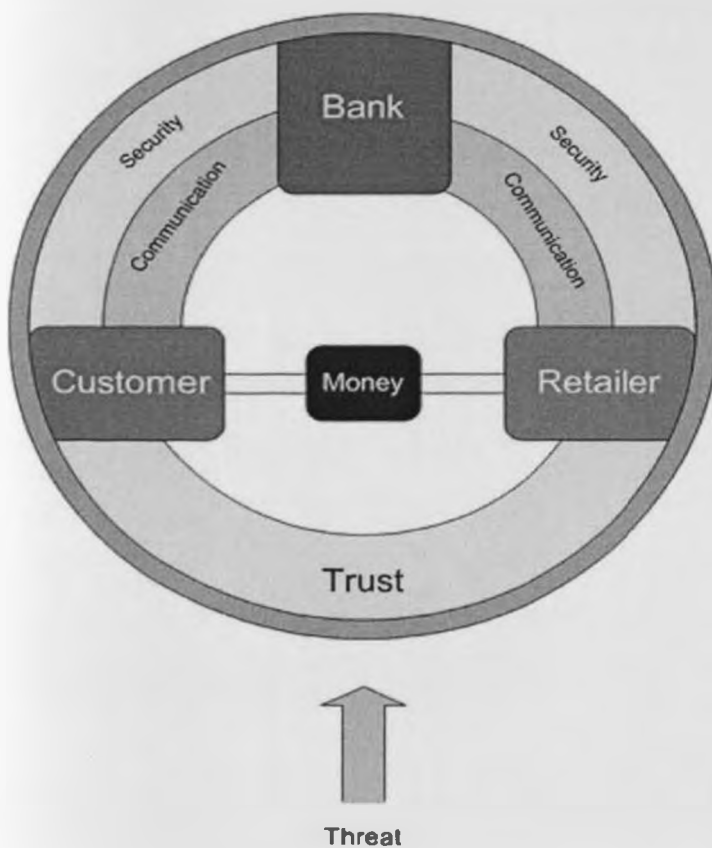 Bank
Security
Security
Communication
Communication
Customer
Money
Retailer
Trust
Threat